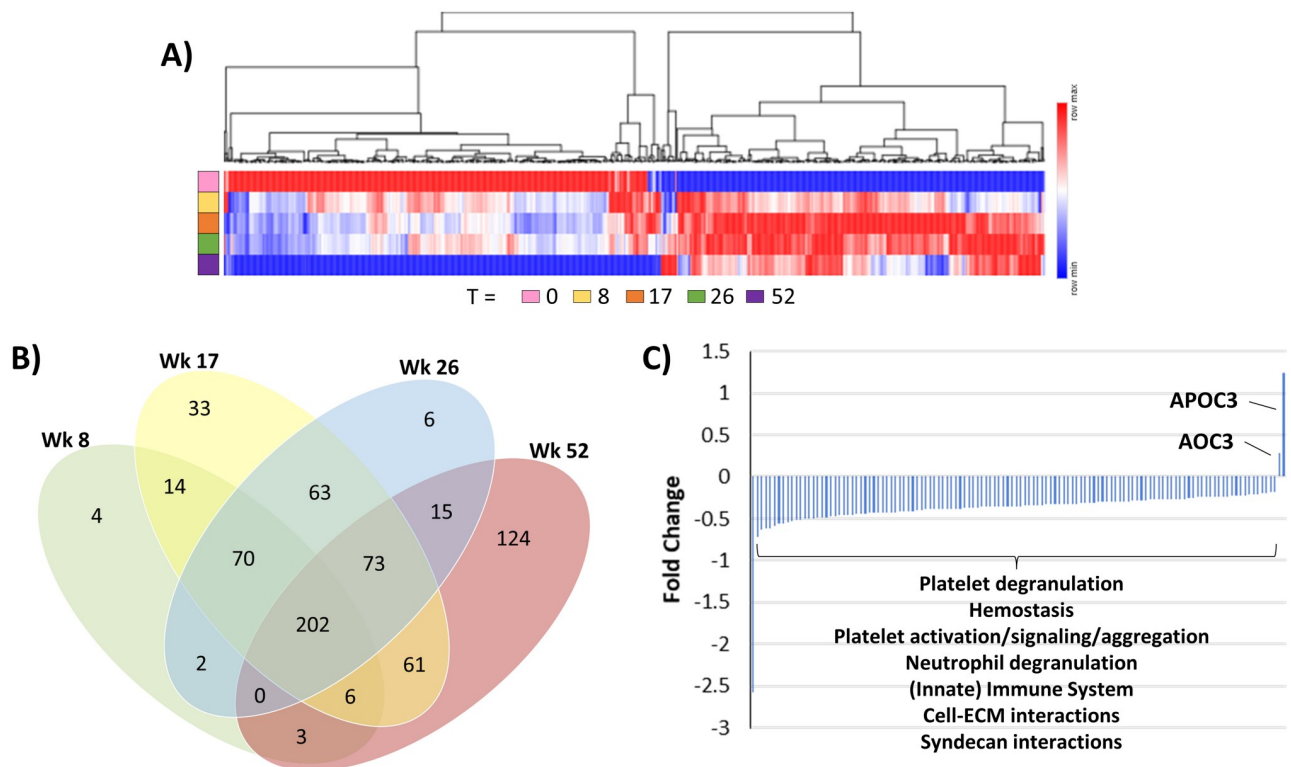 A)
row max
row min
T = 0 8 17 26 52
B)
Wk 17
Wk 26
Wk 8
Wk 52
33
6
14
63
15
4
124
70
73
202
2
61
0
6
3
C)
1.5
1
0.5
0
-0.5
-1
-1.5
-2
-2.5
-3
Fold Change
APOC3
AOC3
Platelet degranulation
Hemostasis
Platelet activation/signaling/aggregation
Neutrophil degranulation
(Innate) Immune System
Cell-ECM interactions
Syndecan interactions